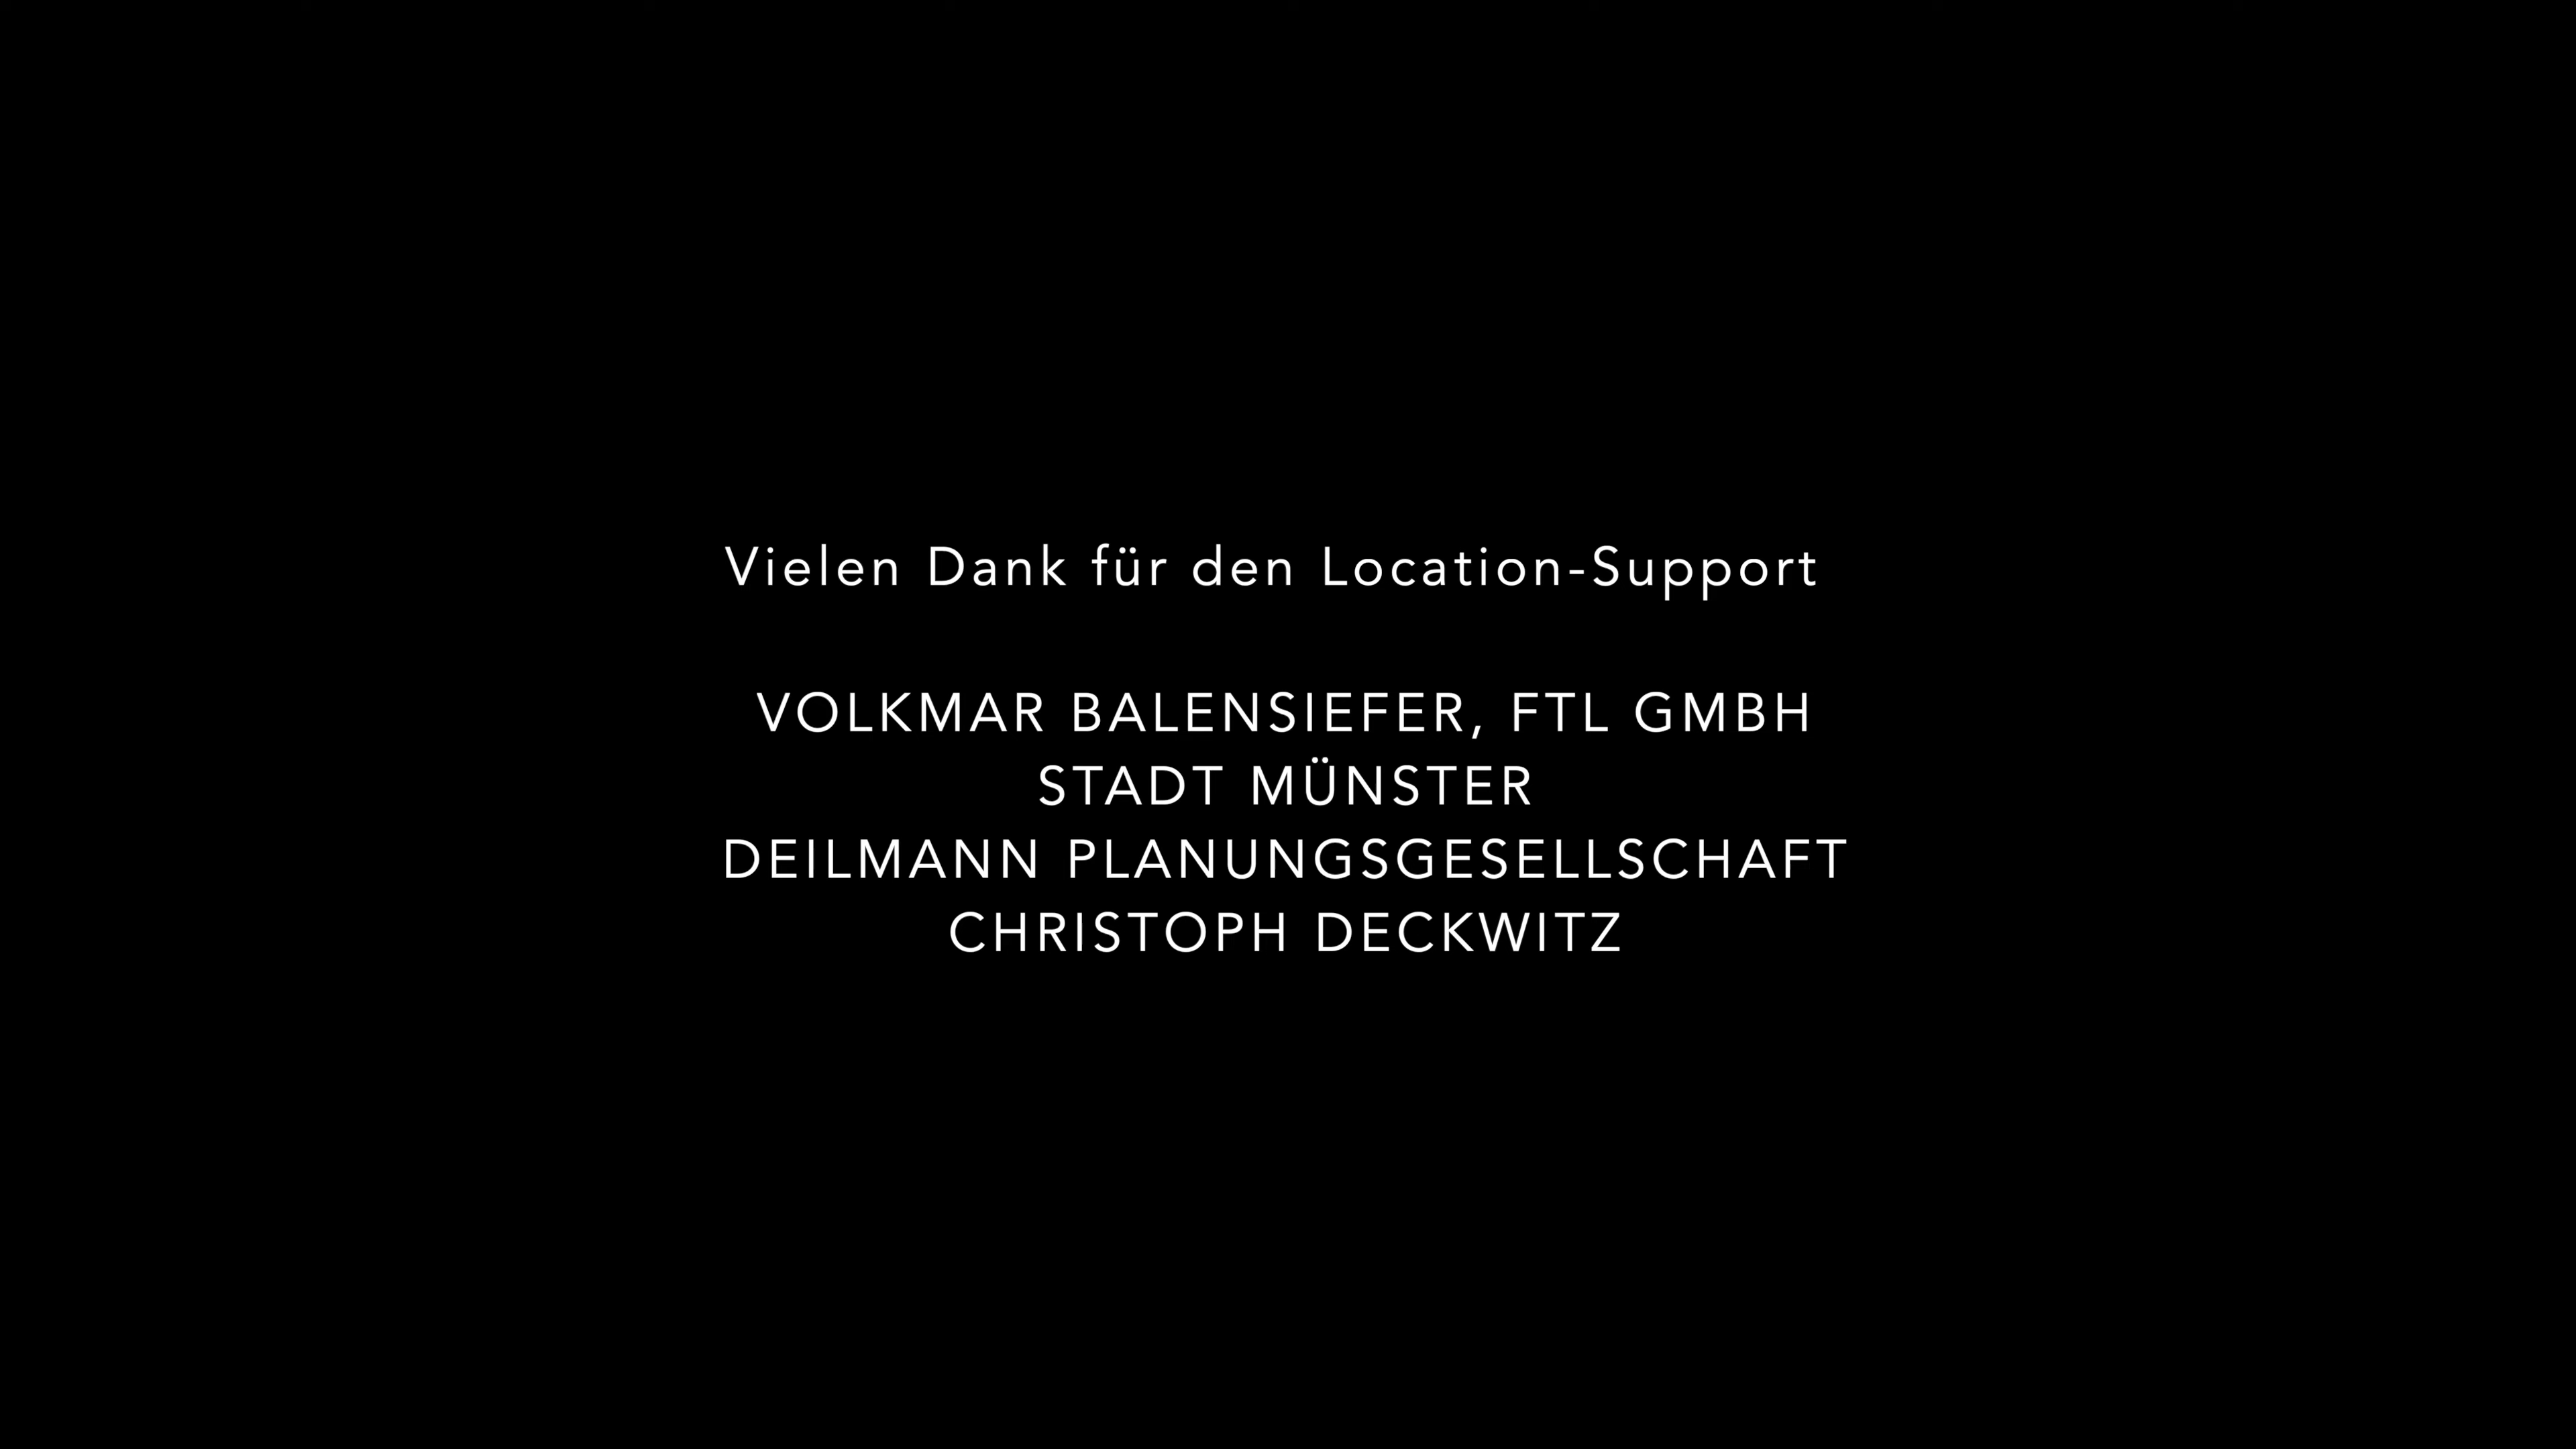 Vielen Dank für den Location-Support
VOLKMAR BALENSIEFER, FTL GMBH
STADT MÜNSTER
DEILMANN PLANUNGSGESELLSCHAFT
CHRISTOPH DECKWITZ